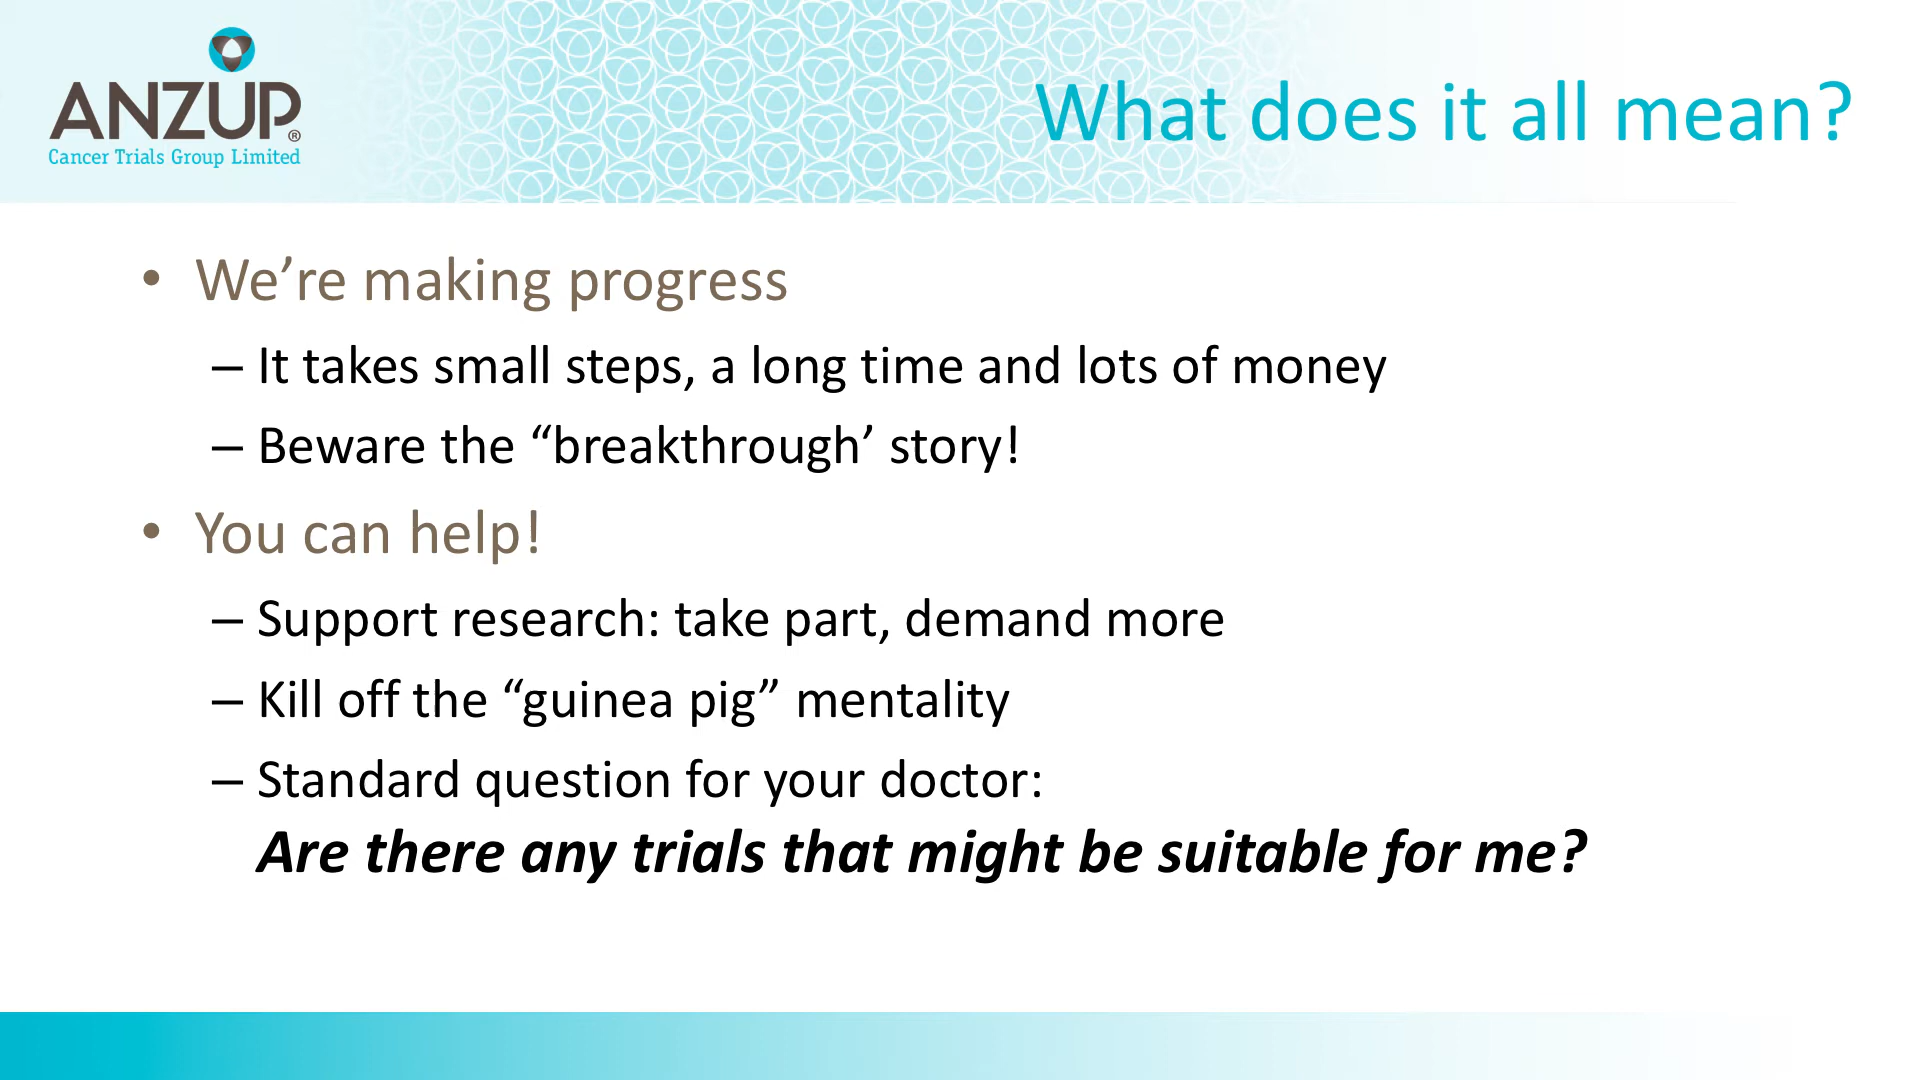 ANZUP®
Cancer Trials Group Limited
What does it all mean?
• We’re making progress
– It takes small steps, a long time and lots of money
– Beware the “breakthrough’ story!
• You can help!
– Support research: take part, demand more
– Kill off the “guinea pig” mentality
– Standard question for your doctor:
Are there any trials that might be suitable for me?